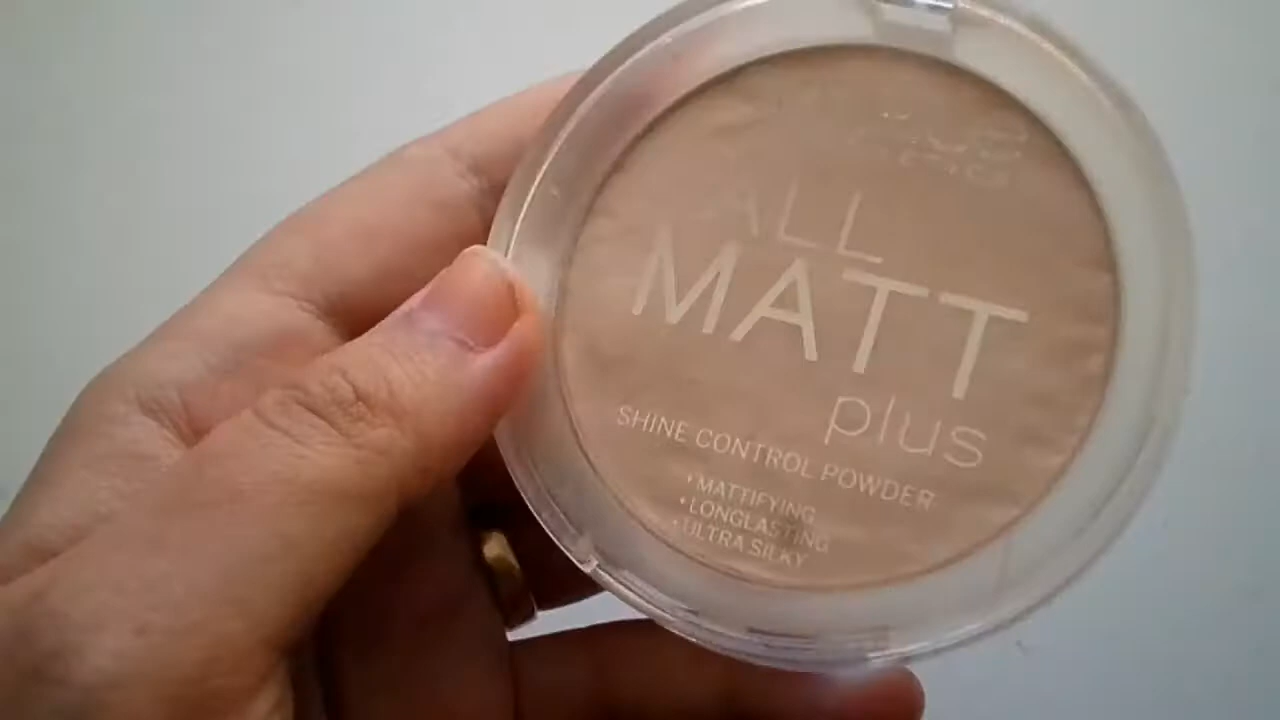 ALL
MATT
plus
SHINE CONTROL POWDER
• MATTIFYING
• LONGLASTING
• ULTRA SILKY